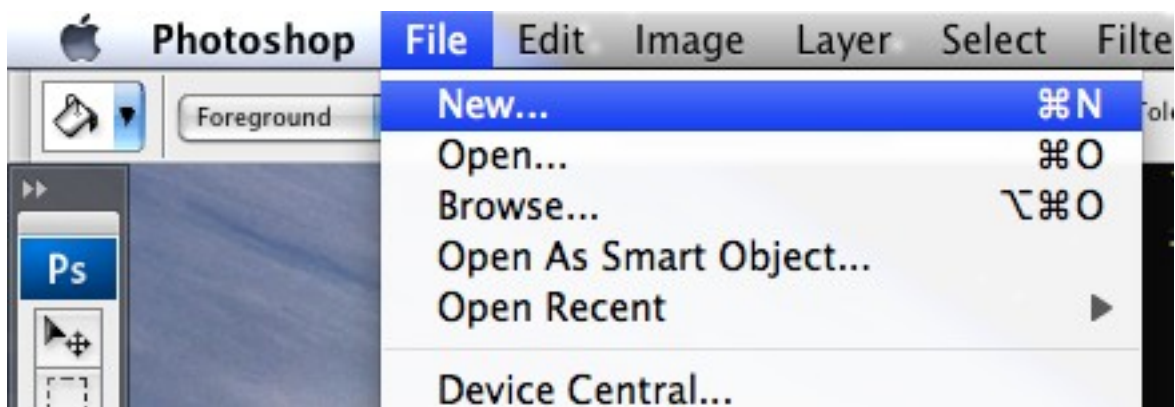 Photoshop File Edit Image Layer Select Filte
Foreground
New... ⌘N
Open... ⌘O
Browse... ⌥⌘O
Open As Smart Object...
Open Recent
Ps
Device Central...